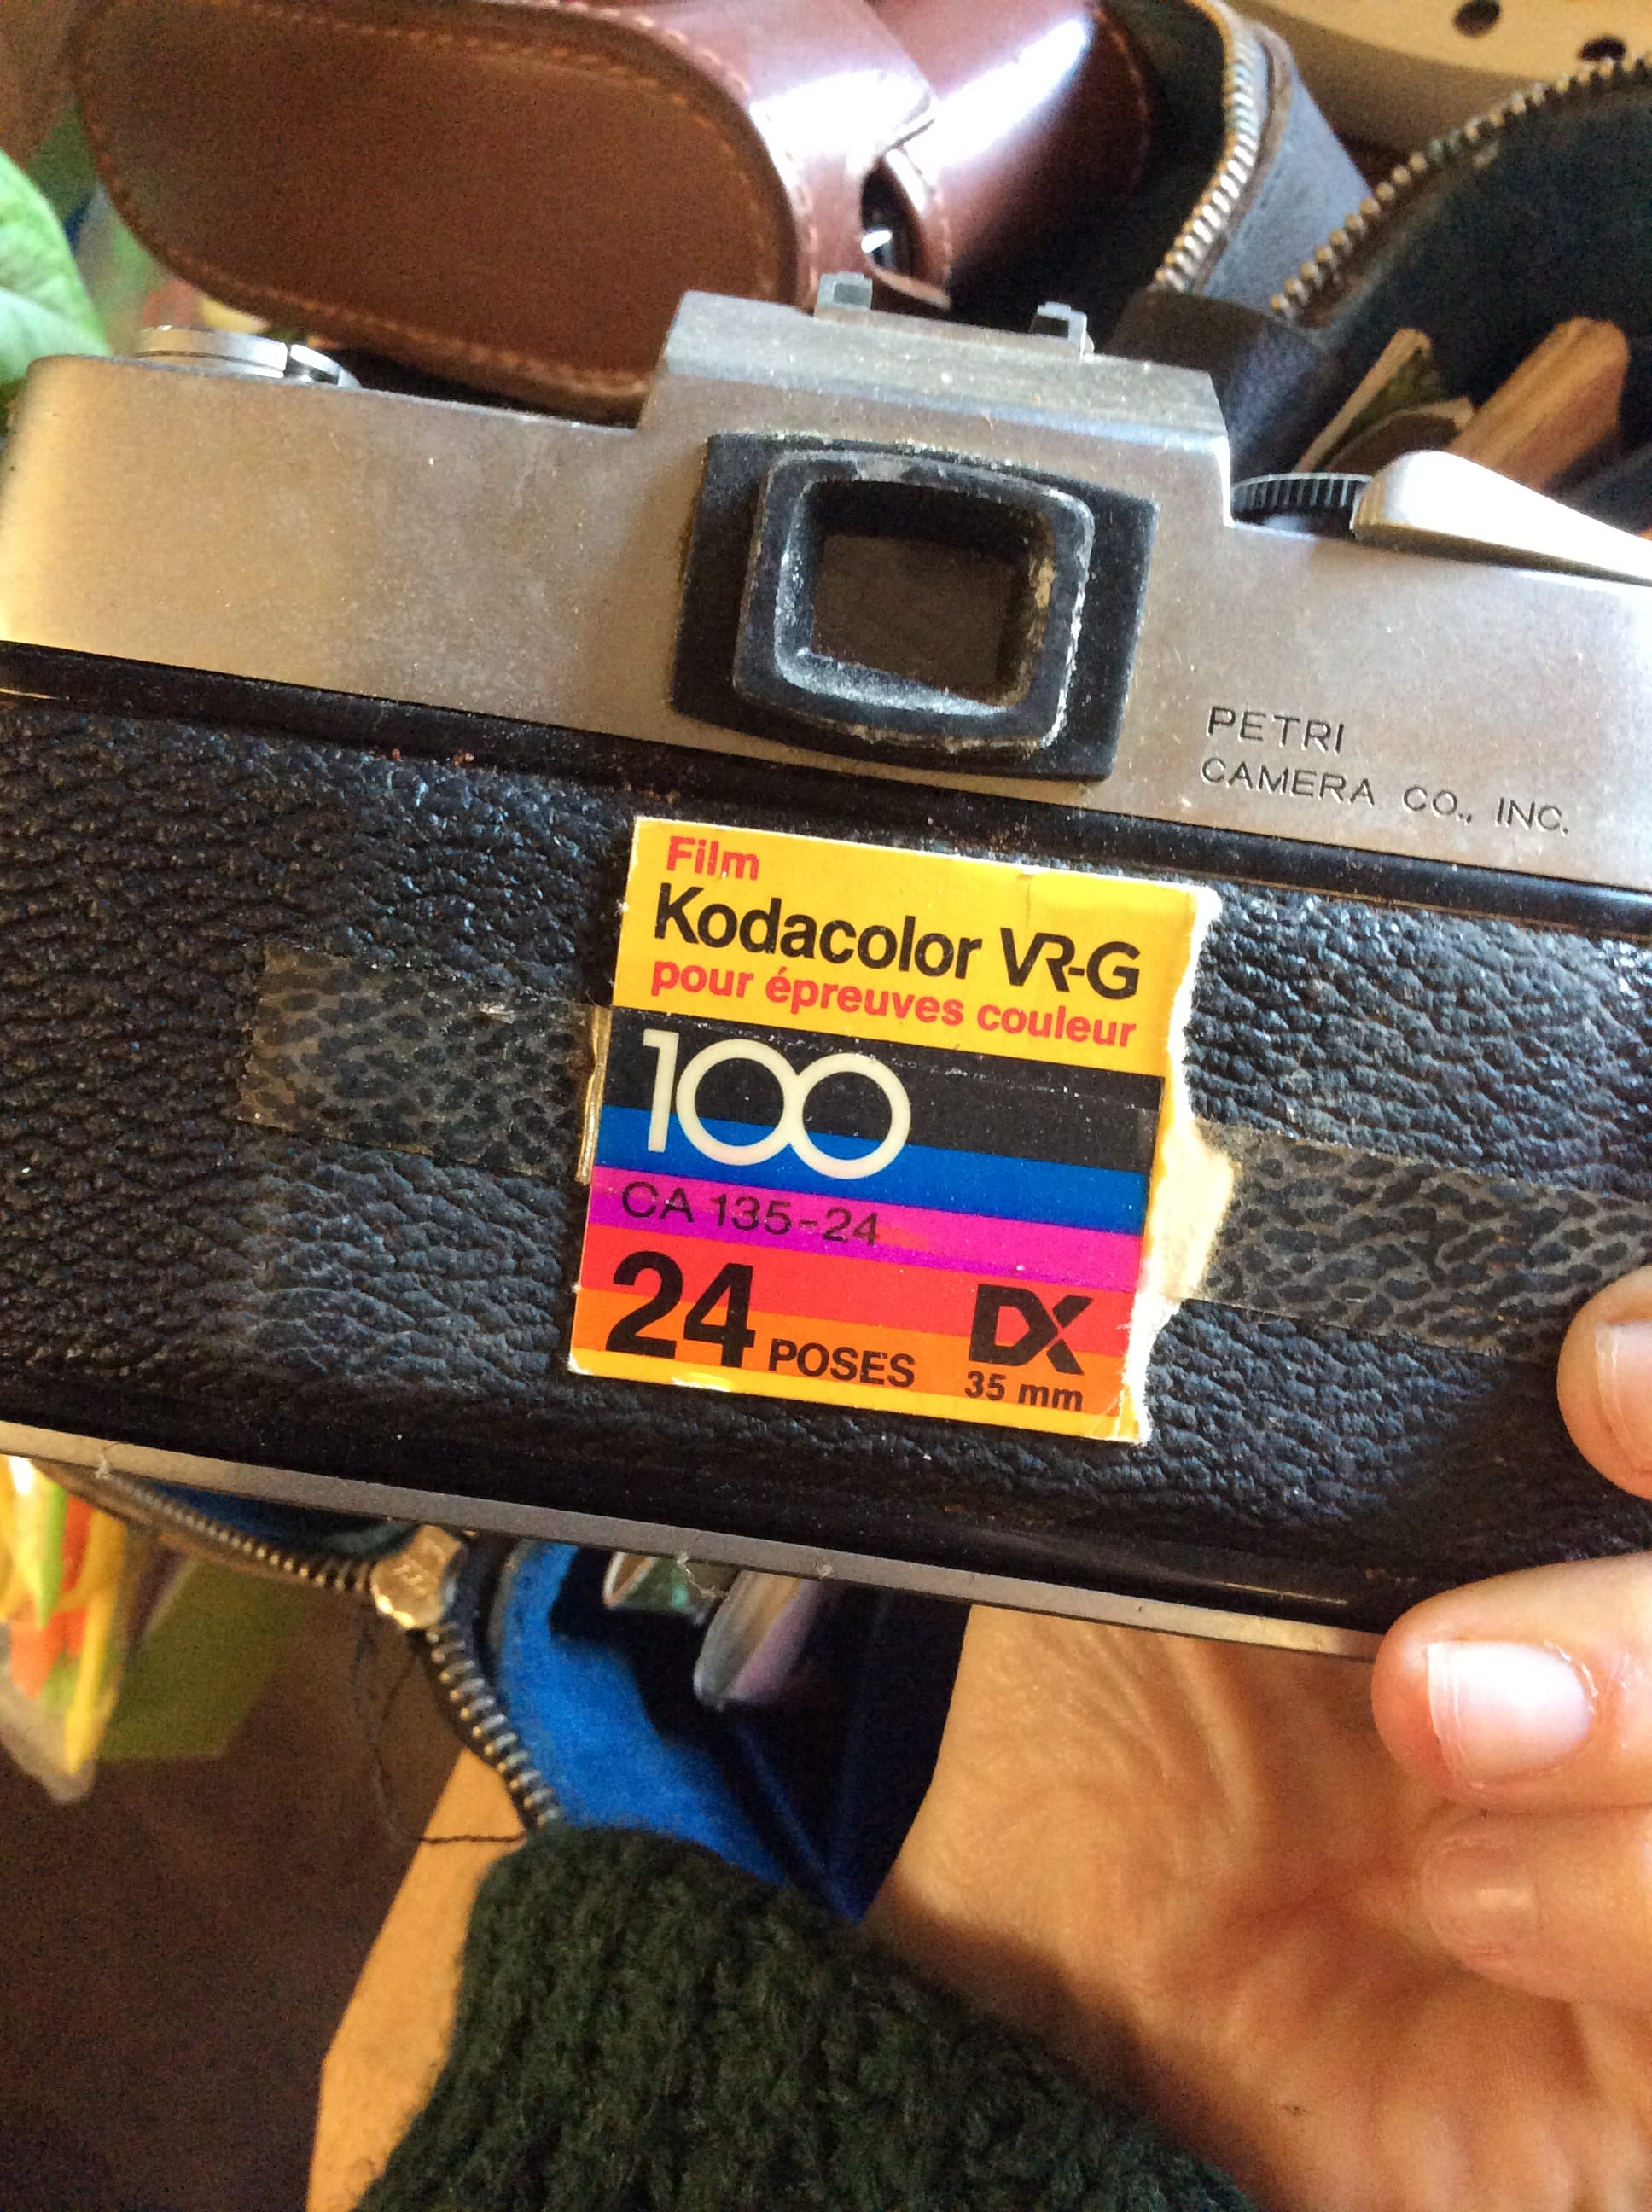 PETRI
CAMERA CO., INC.
Film
Kodacolor VR-G
pour épreuves couleur
100
CA 135-24
24 POSES
DX
35 mm